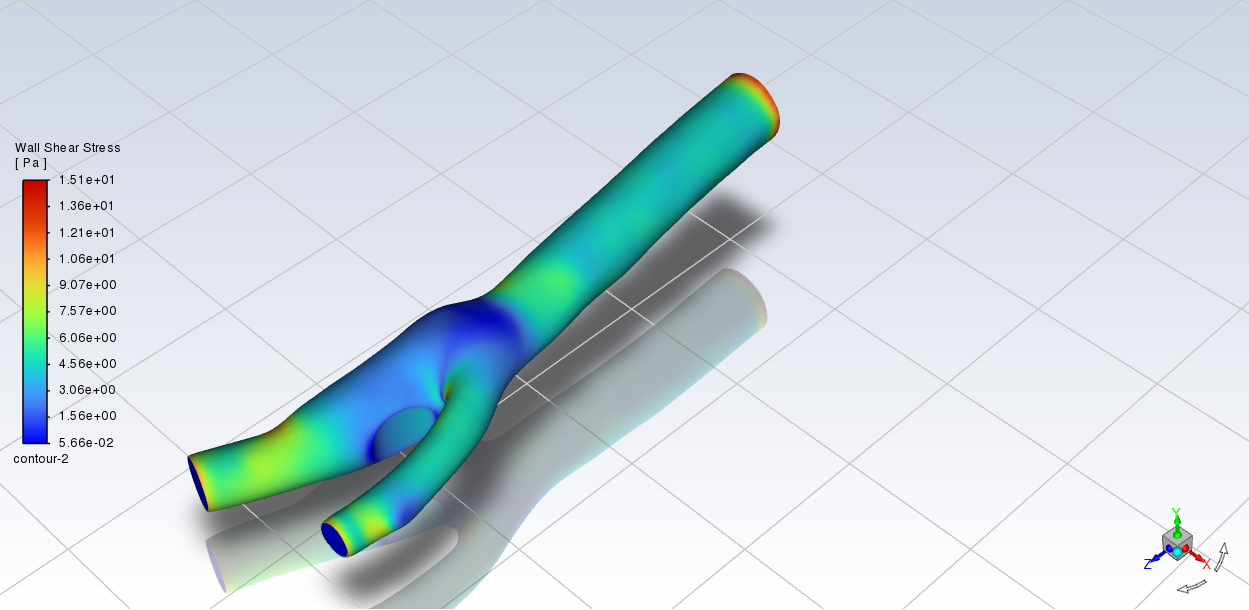 Wall Shear Stress
[ Pa ]
1.51e+01
1.36e+01
1.21e+01
1.06e+01
9.07e+00
7.57e+00
6.06e+00
4.56e+00
3.06e+00
1.56e+00
5.66e-02
contour-2
Y
Z
X